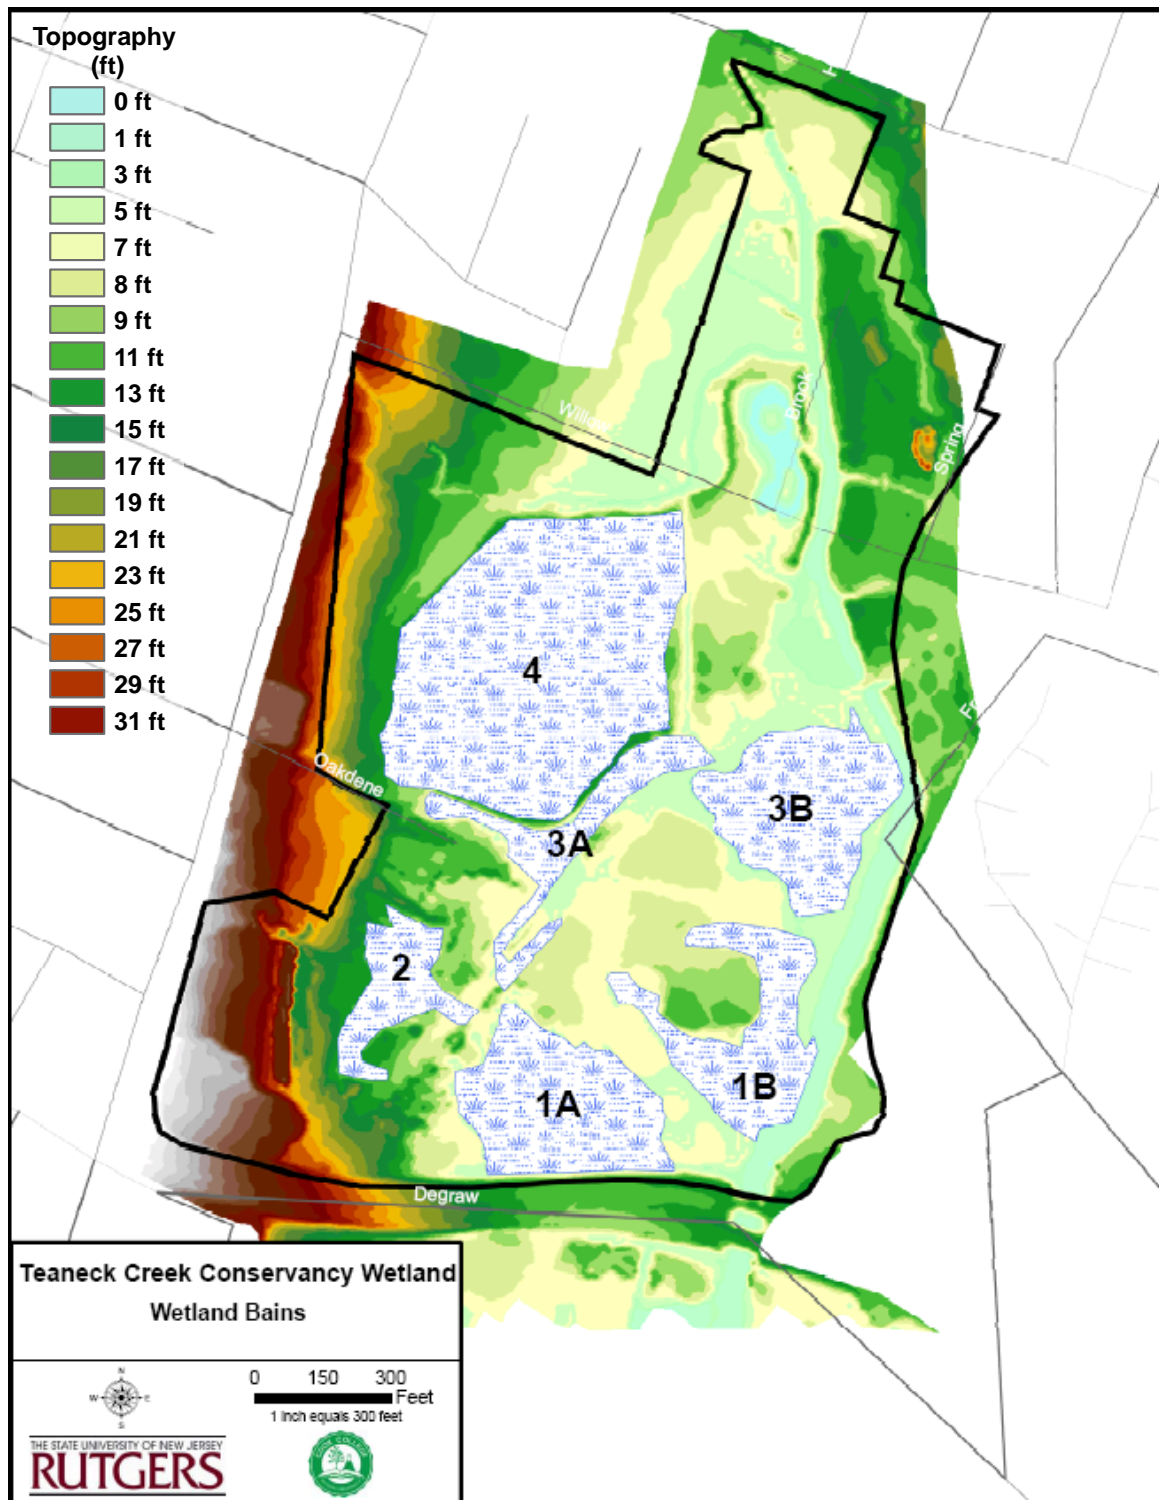 Topography
(ft)
0 ft
1 ft
3 ft
5 ft
7 ft
8 ft
9 ft
11 ft
13 ft
15 ft
17 ft
19 ft
21 ft
23 ft
25 ft
27 ft
29 ft
31 ft
Brook
Spring
Oakdene
4
3B
3A
2
1A
1B
Degraw
Teaneck Creek Conservancy Wetland
Wetland Bains
N
W E
S
0 150 300
Feet
1 inch equals 300 feet
THE STATE UNIVERSITY OF NEW JERSEY
RUTGERS